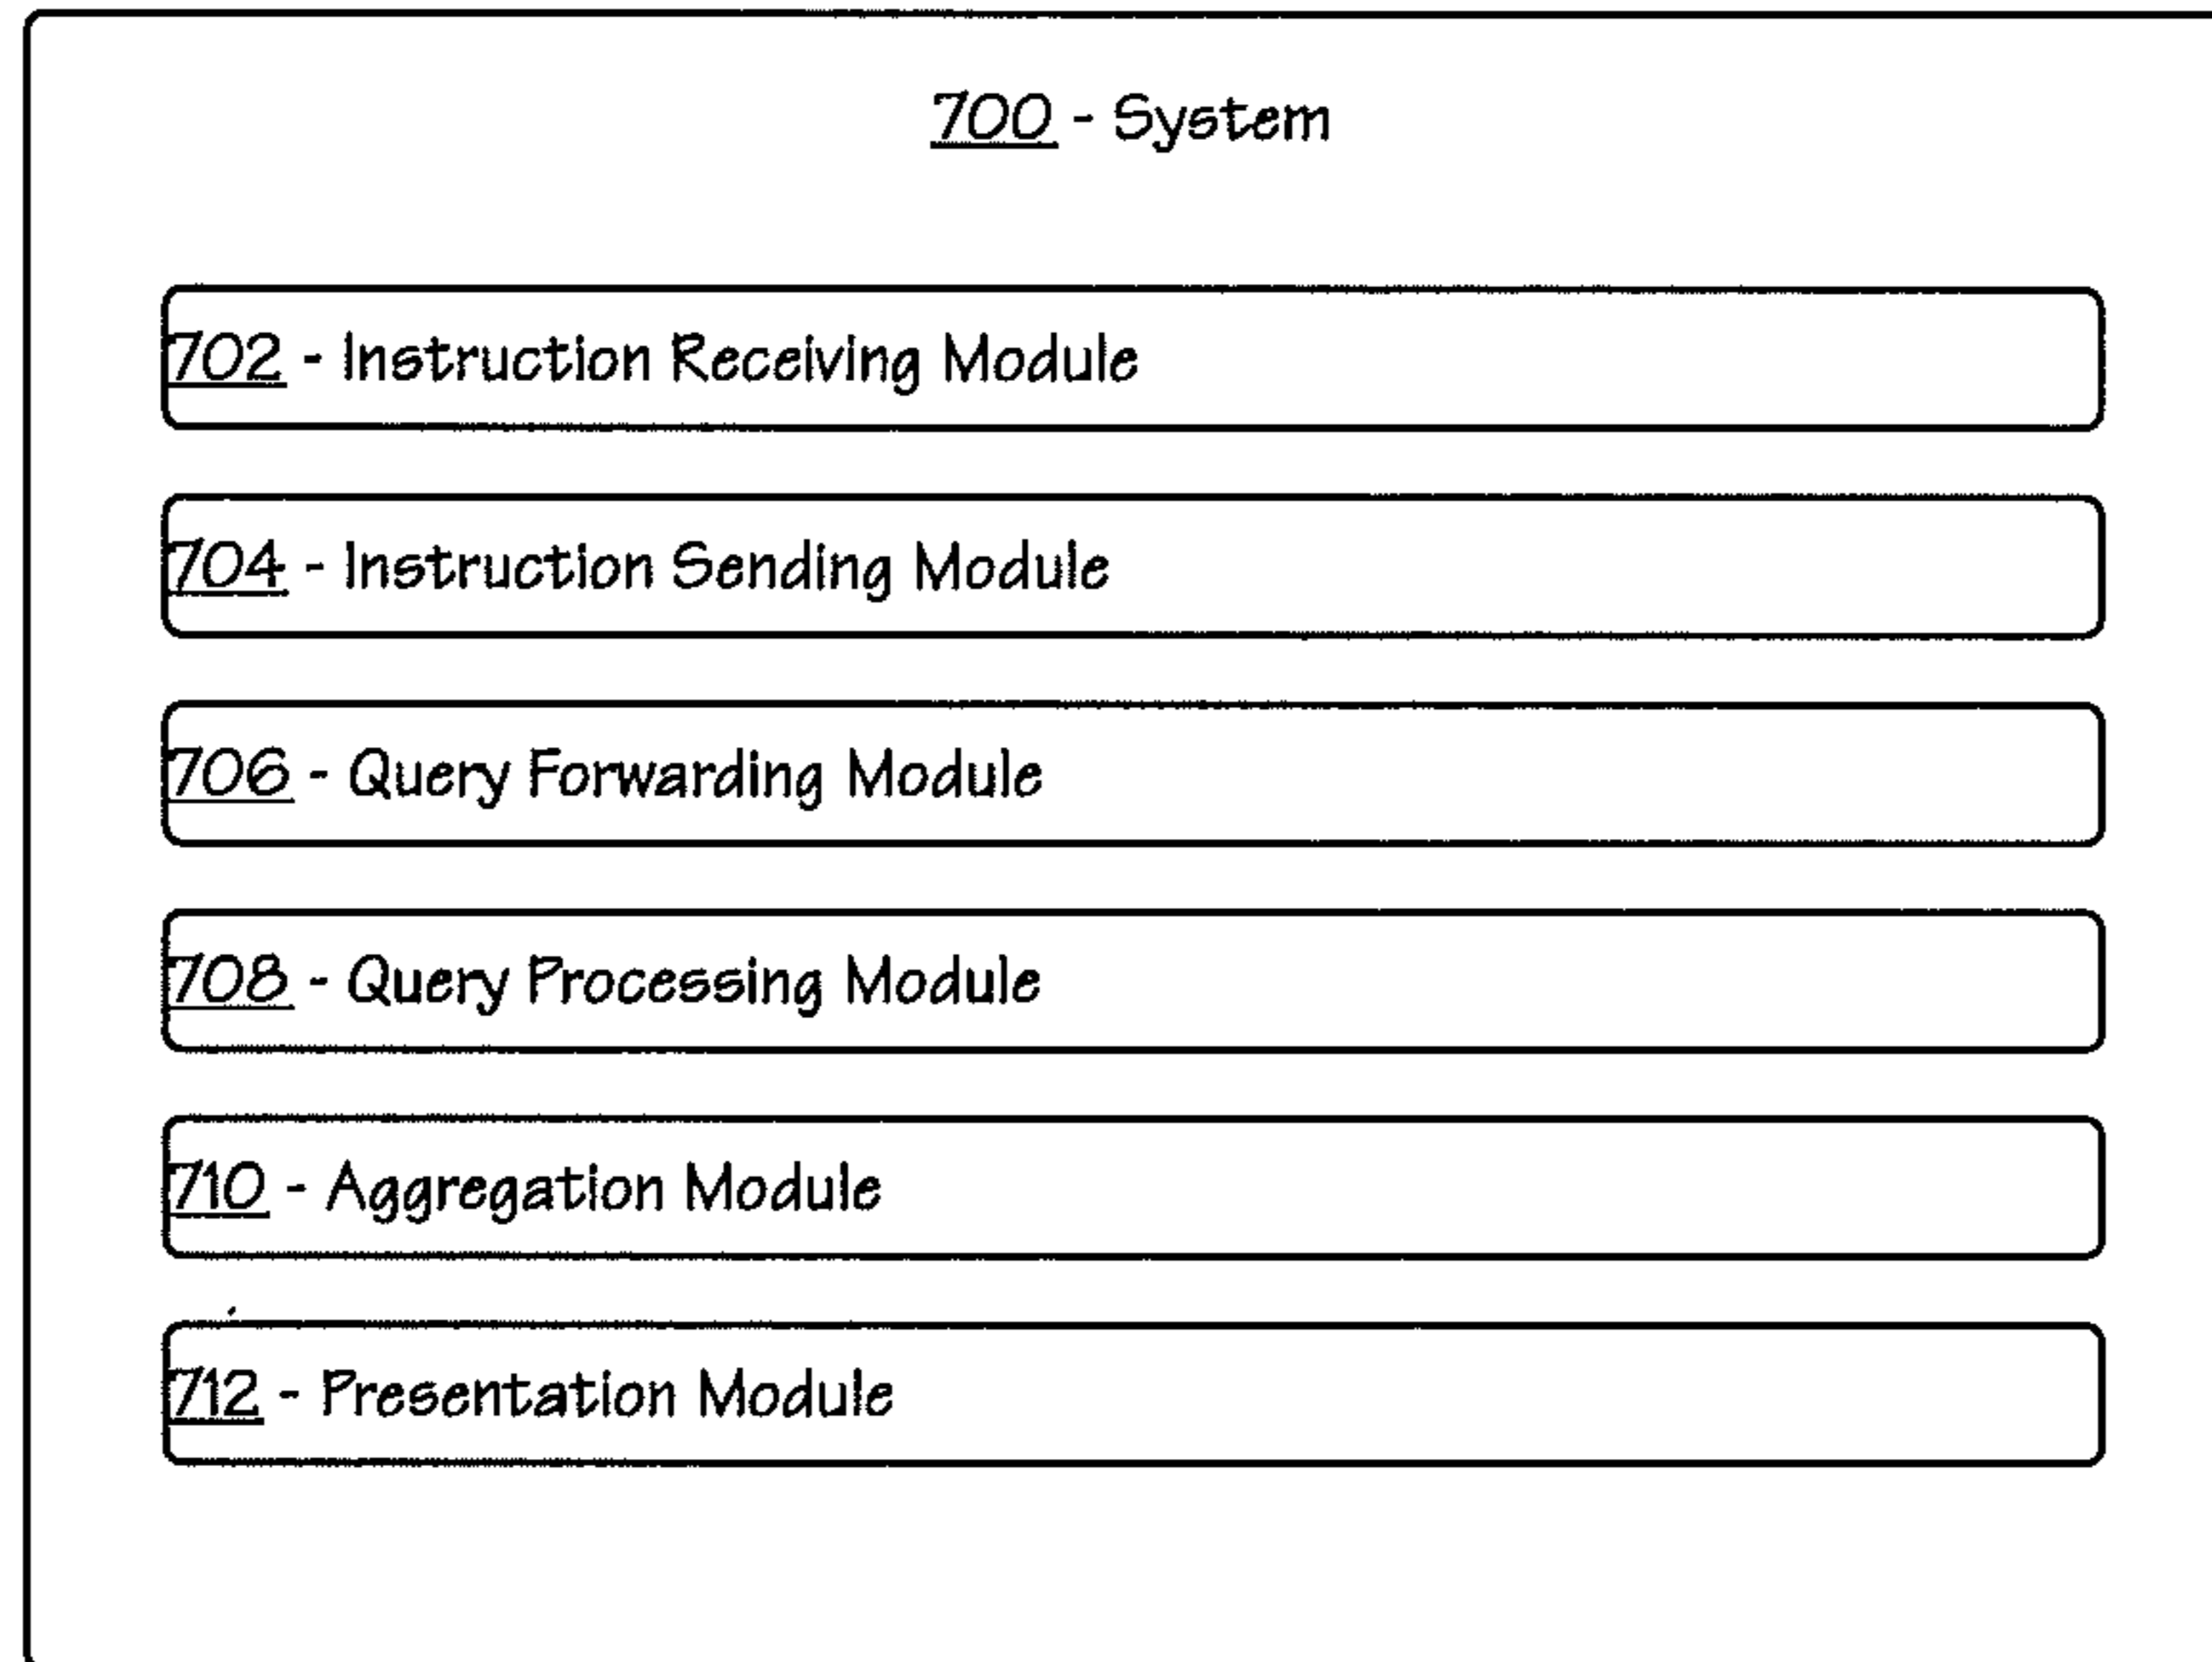 700 - System
702 - Instruction Receiving Module
704 - Instruction Sending Module
706 - Query Forwarding Module
708 - Query Processing Module
710 - Aggregation Module
712 - Presentation Module